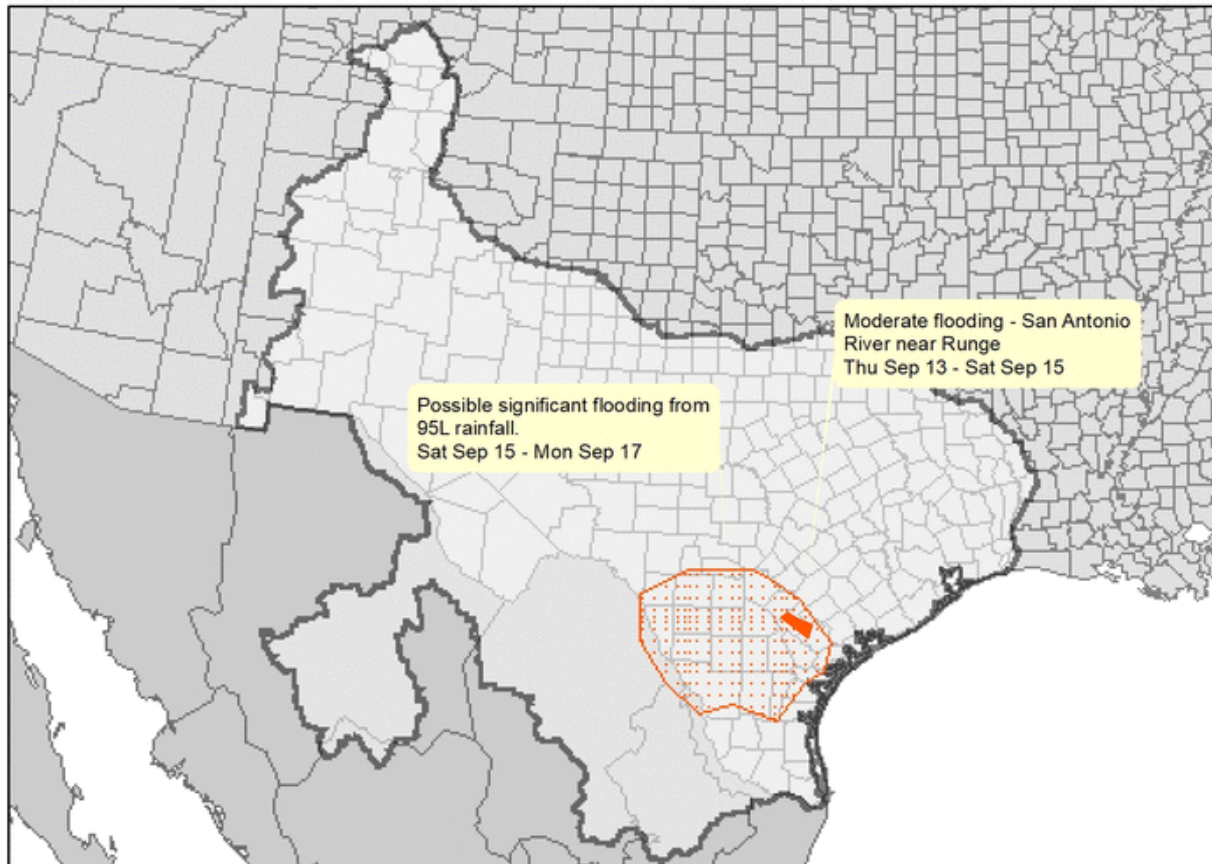 Moderate flooding - San Antonio
River near Runge
Thu Sep 13 - Sat Sep 15
Possible significant flooding from
95L rainfall.
Sat Sep 15 - Mon Sep 17